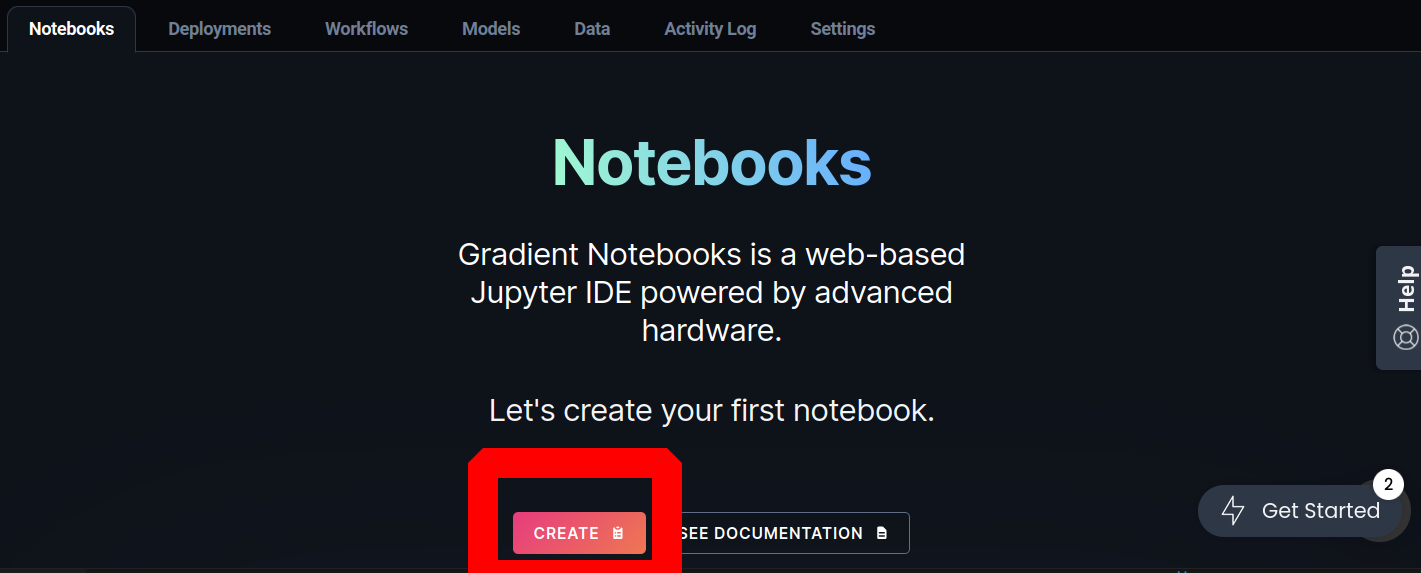 Notebooks
Deployments
Workflows
Models
Data
Activity Log
Settings
Notebooks
Gradient Notebooks is a web-based
Jupyter IDE powered by advanced
hardware.
Let's create your first notebook.
CREATE
SEE DOCUMENTATION
Help
2
Get Started